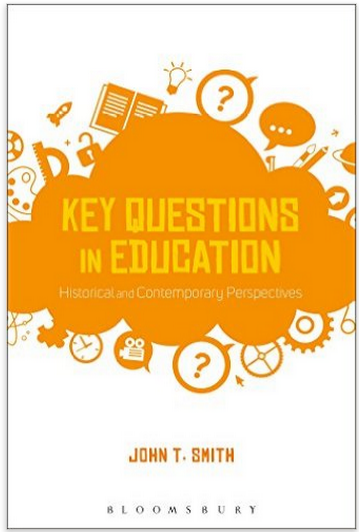 ?
KEY QUESTIONS
IN EDUCATION
Historical and Contemporary Perspectives
?
JOHN T. SMITH
BLOOMSBURY